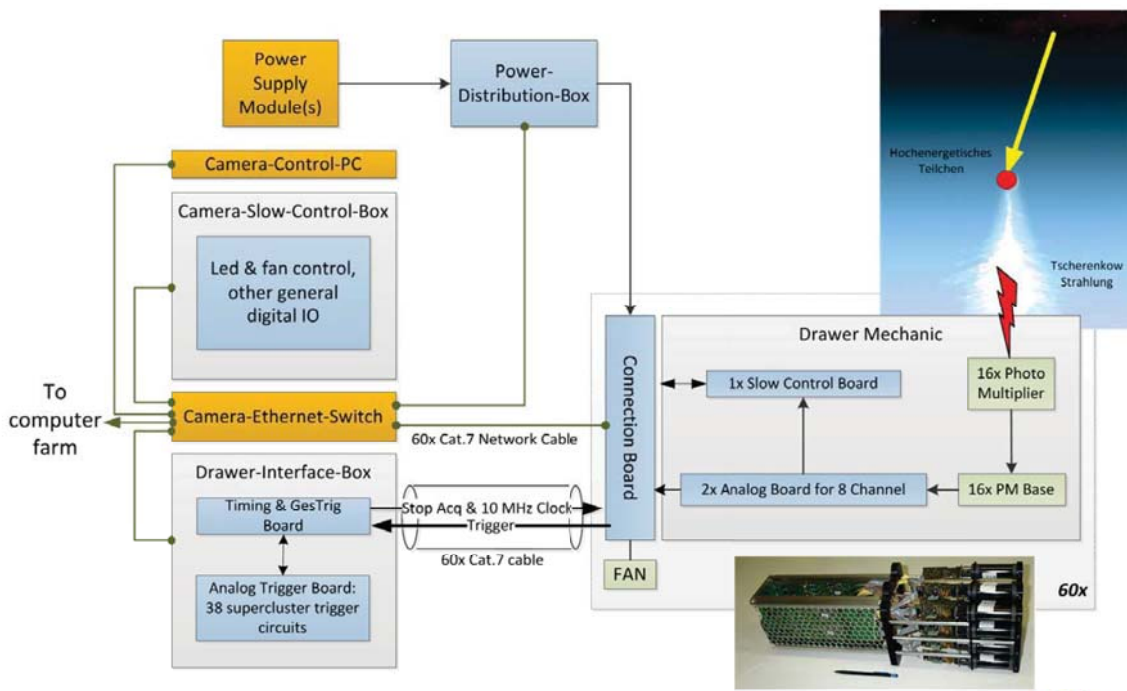 Power
Supply
Module(s)
Power-
Distribution-Box
Camera-Control-PC
Camera-Slow-Control-Box
Led & fan control,
other general
digital IO
To
computer
farm
Camera-Ethernet-Switch
60x Cat.7 Network Cable
Drawer-Interface-Box
Timing & GesTrig
Board
Stop Acq & 10 MHz Clock
Trigger
60x Cat.7 cable
Analog Trigger Board:
38 supercluster trigger
circuits
Hochenergetisches
Teilchen
Tscherenkow
Strahlung
Connection Board
Drawer Mechanic
1x Slow Control Board
16x Photo
Multiplier
2x Analog Board for 8 Channel
16x PM Base
FAN
60x